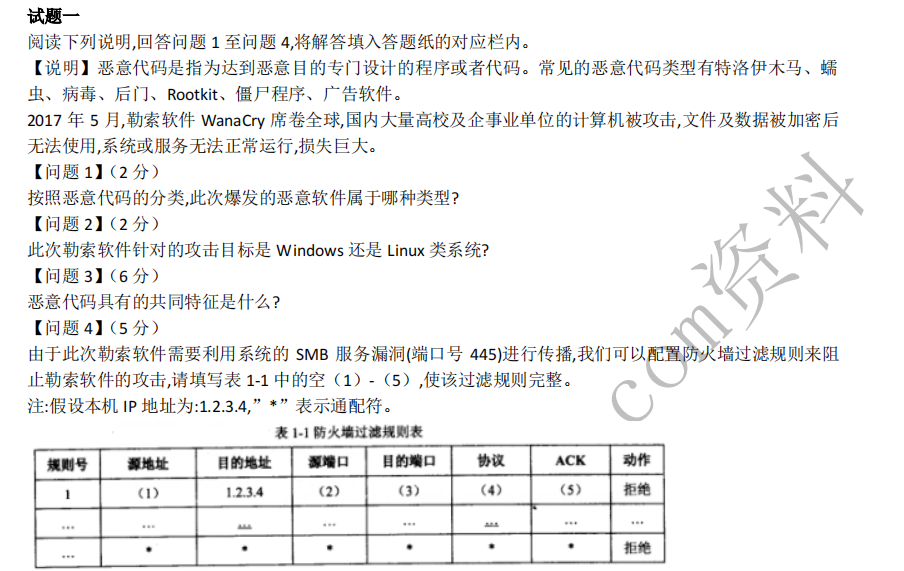 试题一
阅读下列说明,回答问题 1 至问题 4,将解答填入答题纸的对应栏内。
【说明】恶意代码是指为达到恶意目的专门设计的程序或者代码。常见的恶意代码类型有特洛伊木马、蠕
虫、病毒、后门、Rootkit、僵尸程序、广告软件。
2017 年 5 月,勒索软件 WanaCry 席卷全球,国内大量高校及企事业单位的计算机被攻击,文件及数据被加密后
无法使用,系统或服务无法正常运行,损失巨大。
【问题 1】(2 分)
按照恶意代码的分类,此次爆发的恶意软件属于哪种类型?
【问题 2】(2 分)
此次勒索软件针对的攻击目标是 Windows 还是 Linux 类系统?
【问题 3】(6 分)
恶意代码具有的共同特征是什么?
【问题 4】(5 分)
由于此次勒索软件需要利用系统的 SMB 服务漏洞(端口号 445)进行传播,我们可以配置防火墙过滤规则来阻
止勒索软件的攻击,请填写表 1-1 中的空(1)-(5),使该过滤规则完整。
注:假设本机 IP 地址为:1.2.3.4,”*”表示通配符。
表 1-1 防火墙过滤规则表
规则号 源地址 目的地址 源端口 目的端口 协议 ACK 动作
1 (1) 1.2.3.4 (2) (3) (4) (5) 拒绝
... ... ... ... ... ... ... ...
... * * * * * * 拒绝
com资料